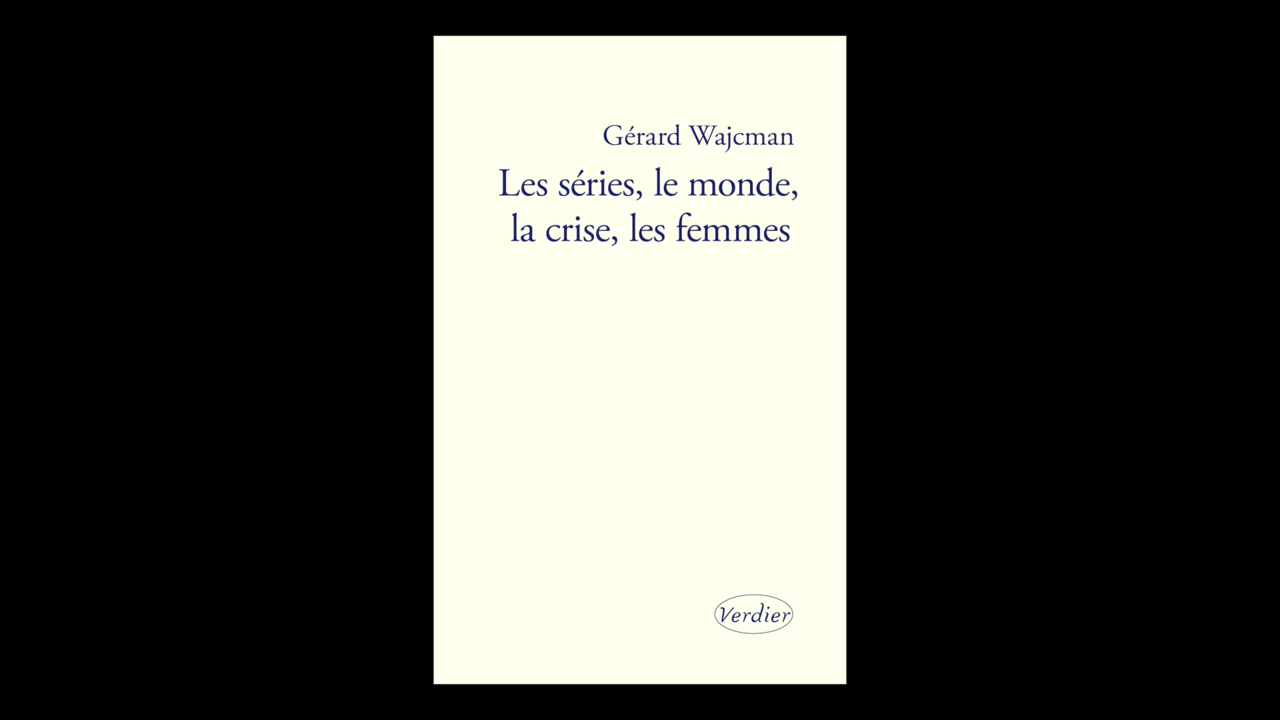 Gérard Wajcman
Les séries, le monde,
la crise, les femmes
Verdier